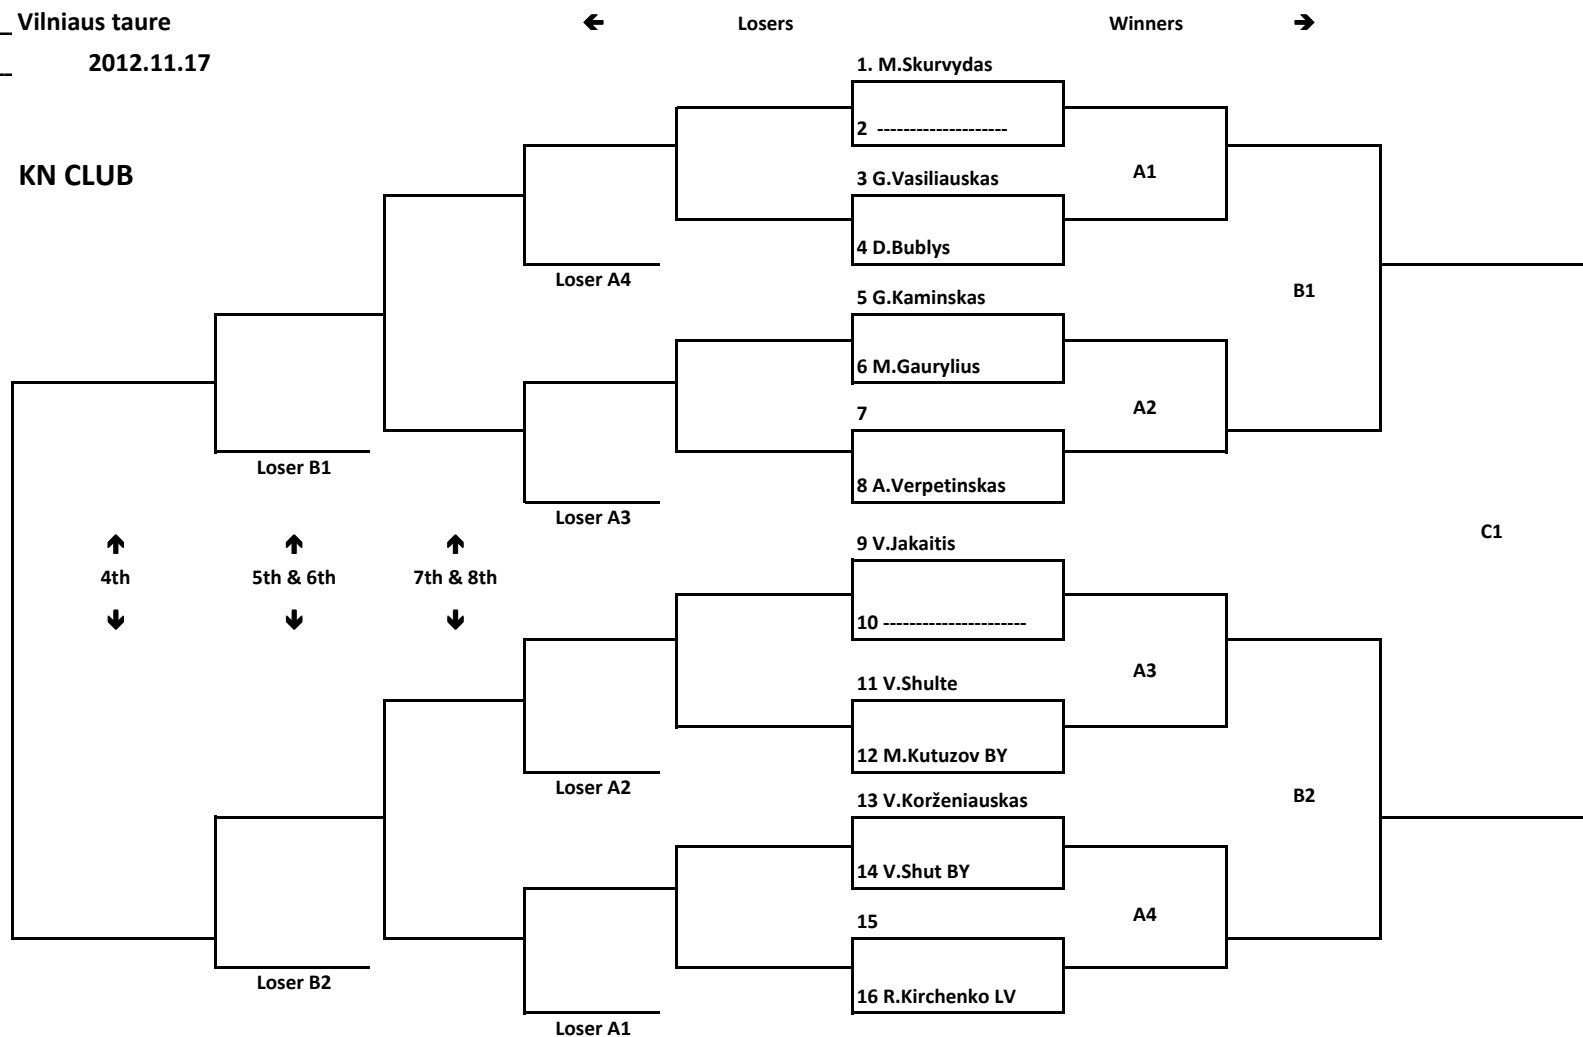 Vilniaus taure
← Losers Winners →
2012.11.17
1. M.Skurvydas
2 --------------------
KN CLUB
A1
3 G.Vasiliauskas
4 D.Bublys
Loser A4
5 G.Kaminskas
B1
6 M.Gaurylius
A2
7
Loser B1
8 A.Verpetinskas
Loser A3
C1
9 V.Jakaitis
↑ ↑ ↑
4th 5th & 6th 7th & 8th
↓ ↓ ↓
10 ----------------------
A3
11 V.Shulte
12 M.Kutuzov BY
Loser A2
B2
13 V.Korženiauskas
14 V.Shut BY
A4
15
Loser B2
16 R.Kirchenko LV
Loser A1